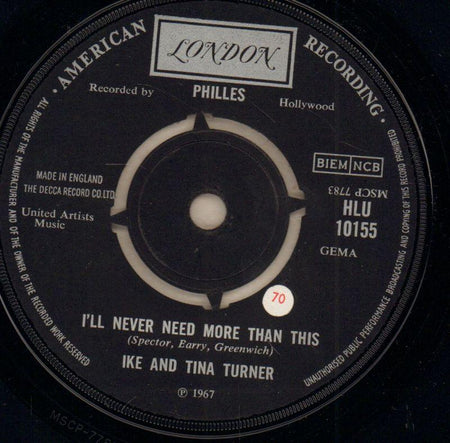 · AMERICAN RECORDING ·
LONDON
Recorded by PHILLES Hollywood
ALL RIGHTS OF THE MANUFACTURER AND OF THE OWNER OF THE RECORDED WORK RESERVED
UNAUTHORISED PUBLIC PERFORMANCE BROADCASTING AND COPYING OF THIS RECORD PROHIBITED
BIEM NCB
MSCP 7783
MADE IN ENGLAND
THE DECCA RECORD CO.LTD.
HLU
10155
United Artists
Music
GEMA
70
I'LL NEVER NEED MORE THAN THIS
(Spector, Earry, Greenwich)
IKE AND TINA TURNER
℗ 1967